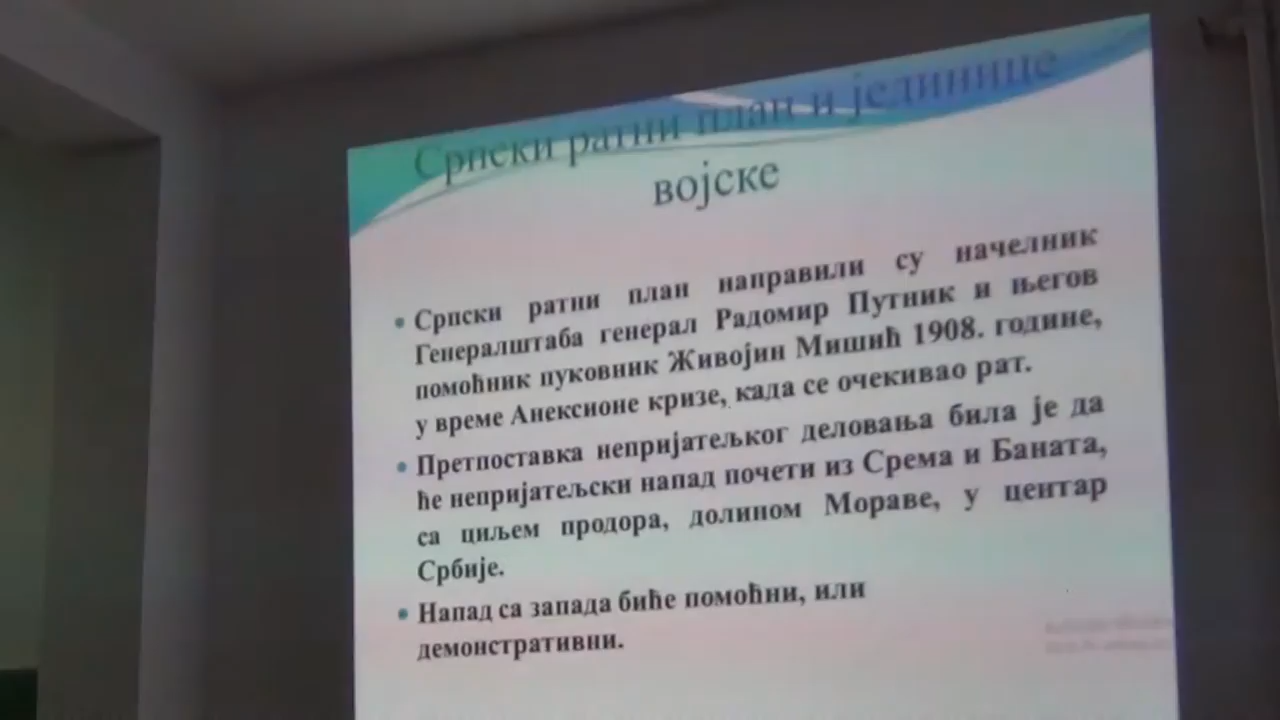 Српски ратни план и јединице
војске
• Српски ратни план направили су начелник
Генералштаба генерал Радомир Путник и његов
помоћник пуковник Живојин Мишић 1908. године,
у време Анексионе кризе, када се очекивао рат.
• Претпоставка непријатељког деловања била је да
ће непријатељски напад почети из Срема и Баната,
са циљем продора, долином Мораве, у центар
Србије.
• Напад са запада биће помоћни, или
демонстративни.